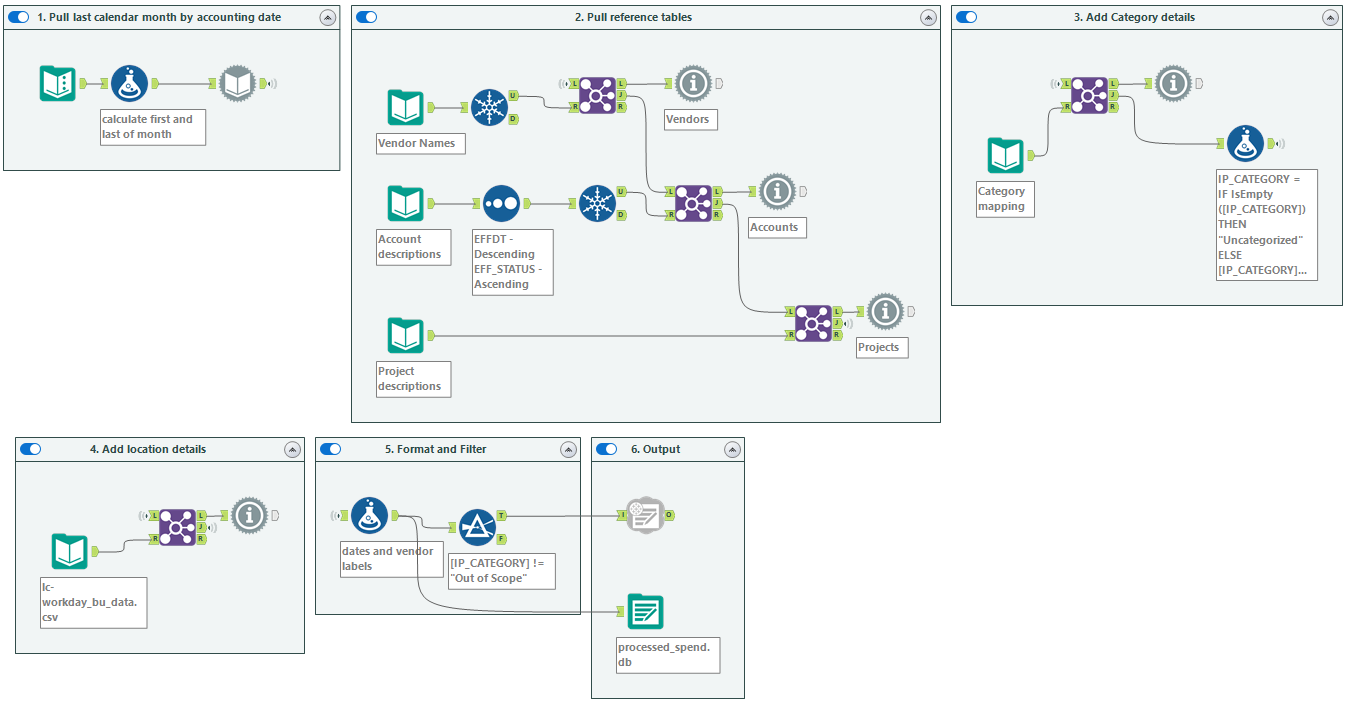 1. Pull last calendar month by accounting date
calculate first and
last of month
2. Pull reference tables
Vendor Names
U
D
L
R
L
J
R
Vendors
Account
descriptions
EFFDT -
Descending
EFF_STATUS -
Ascending
U
D
L
R
L
J
R
Accounts
Project
descriptions
L
R
L
J
R
Projects
3. Add Category details
L
R
L
J
R
Category
mapping
IP_CATEGORY =
IF IsEmpty
([IP_CATEGORY])
THEN
"Uncategorized"
ELSE
[IP_CATEGORY]...
4. Add location details
L
R
L
J
R
lc-
workday_bu_data.
csv
5. Format and Filter
dates and vendor
labels
T
F
[IP_CATEGORY] !=
"Out of Scope"
6. Output
I
O
processed_spend.
db